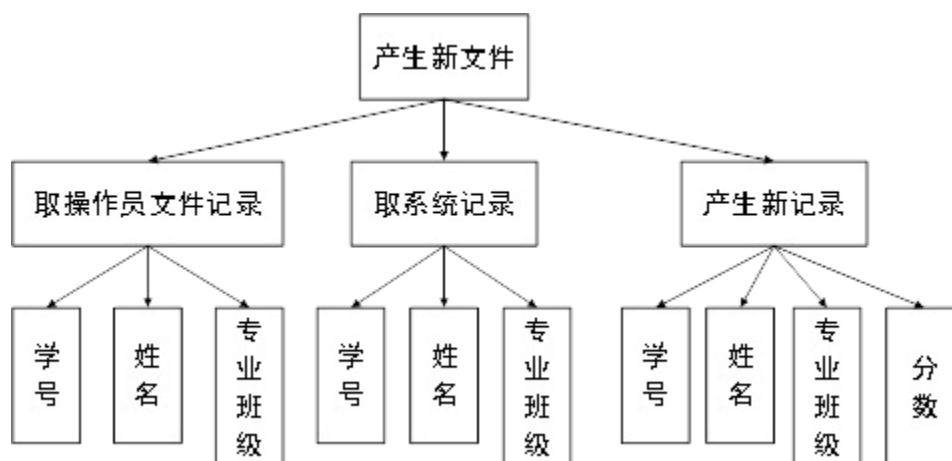 产生新文件
取操作员文件记录
取系统记录
产生新记录
学号
姓名
专业班级
学号
姓名
专业班级
学号
姓名
专业班级
分数